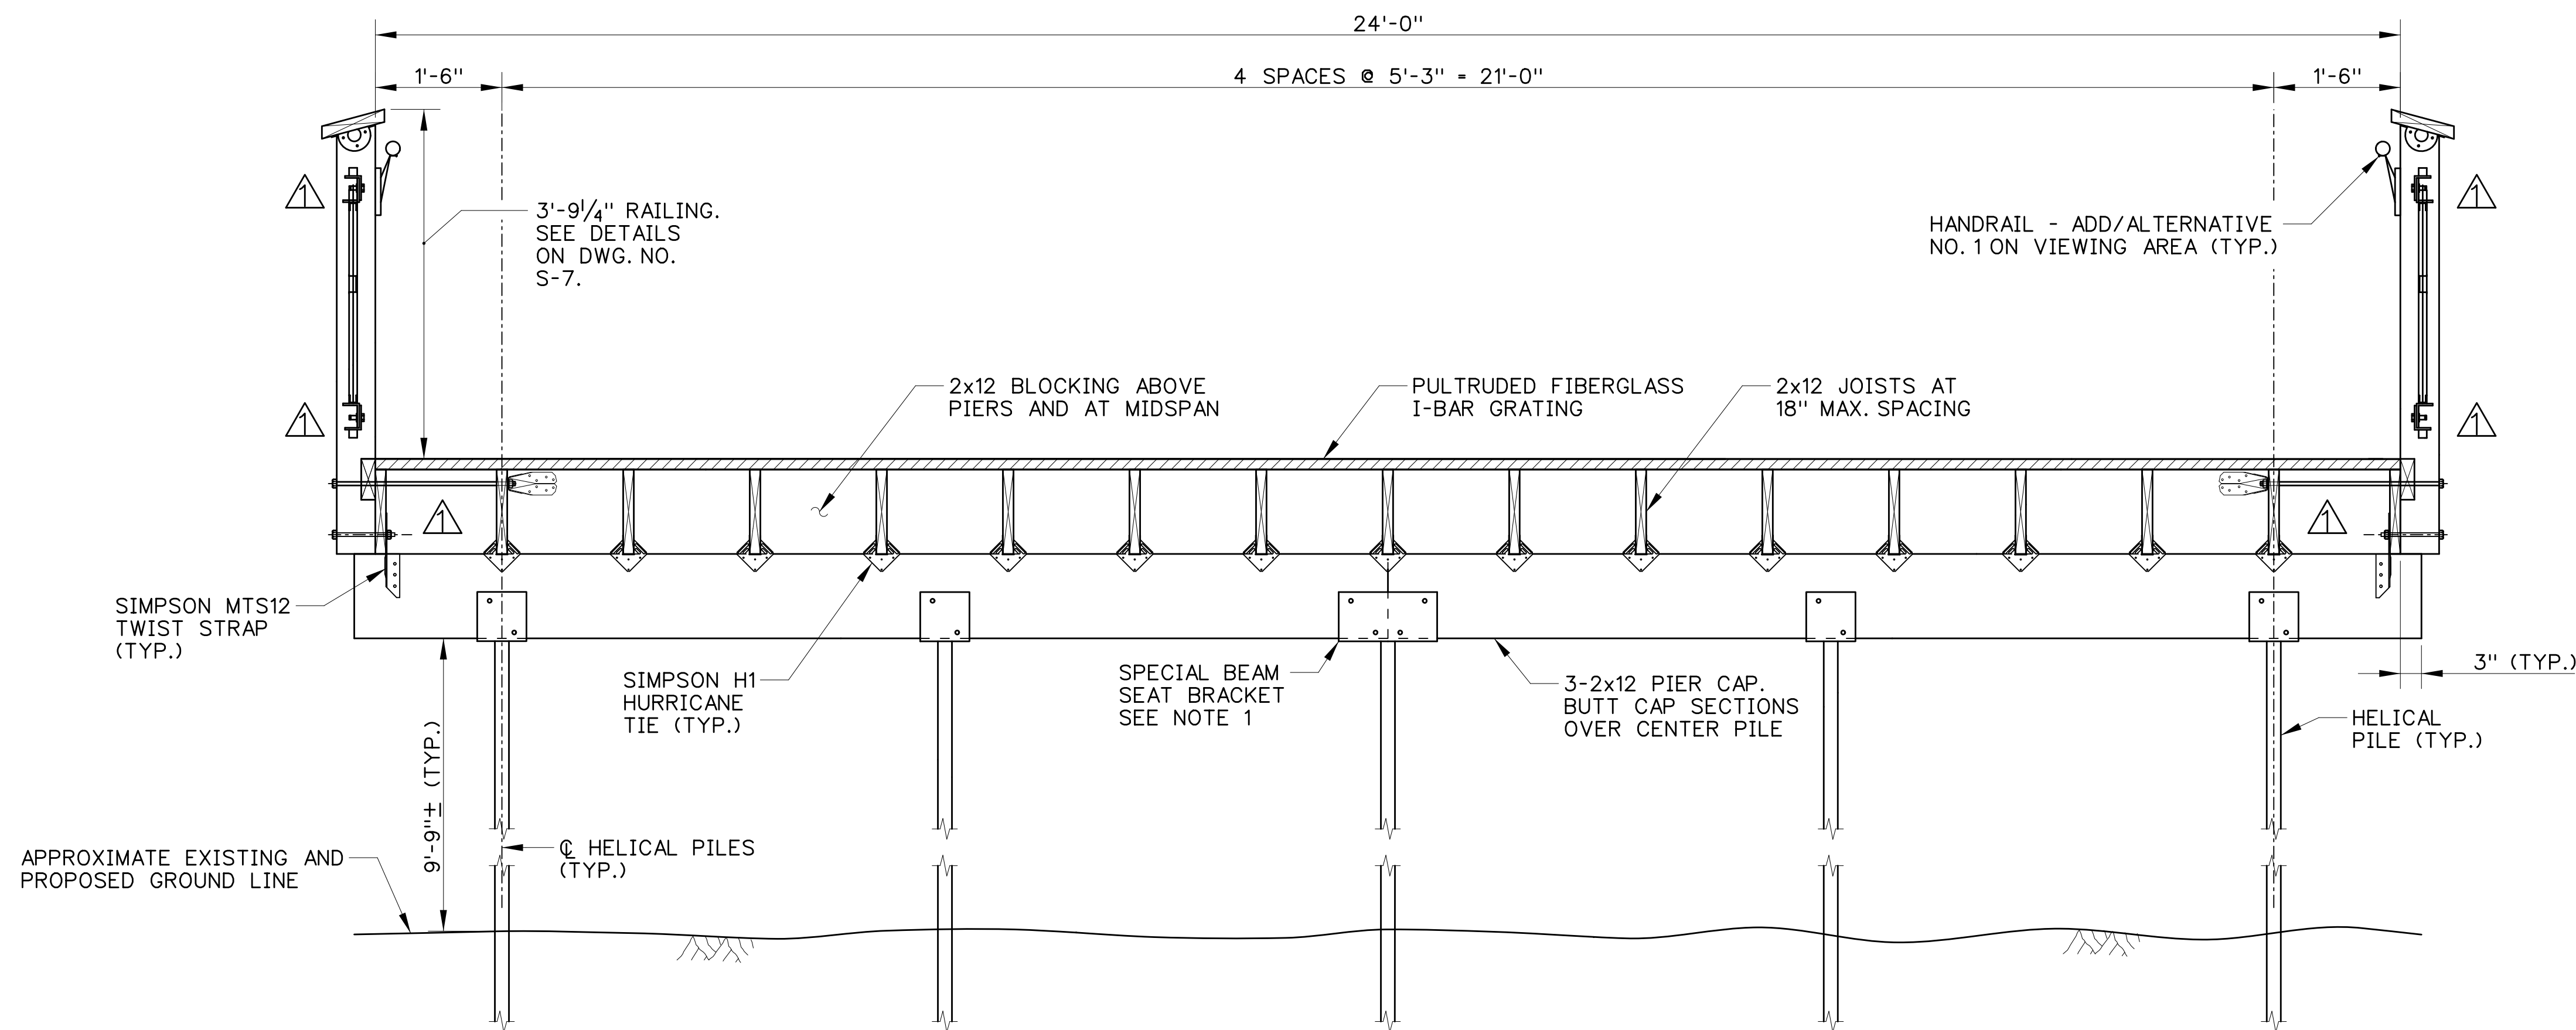 24'-0"
1'-6"
4 SPACES @ 5'-3" = 21'-0"
1'-6"
1
1
3'-9 1/4" RAILING.
SEE DETAILS
ON DWG. NO.
S-7.
HANDRAIL - ADD/ALTERNATIVE
NO. 1 ON VIEWING AREA (TYP.)
2x12 BLOCKING ABOVE
PIERS AND AT MIDSPAN
PULTRUDED FIBERGLASS
I-BAR GRATING
2x12 JOISTS AT
18" MAX. SPACING
1
1
1
1
SIMPSON MTS12
TWIST STRAP
(TYP.)
SIMPSON H1
HURRICANE
TIE (TYP.)
SPECIAL BEAM
SEAT BRACKET
SEE NOTE 1
3-2x12 PIER CAP.
BUTT CAP SECTIONS
OVER CENTER PILE
3" (TYP.)
HELICAL
PILE (TYP.)
9'-9"± (TYP.)
℄ HELICAL PILES
(TYP.)
APPROXIMATE EXISTING AND
PROPOSED GROUND LINE